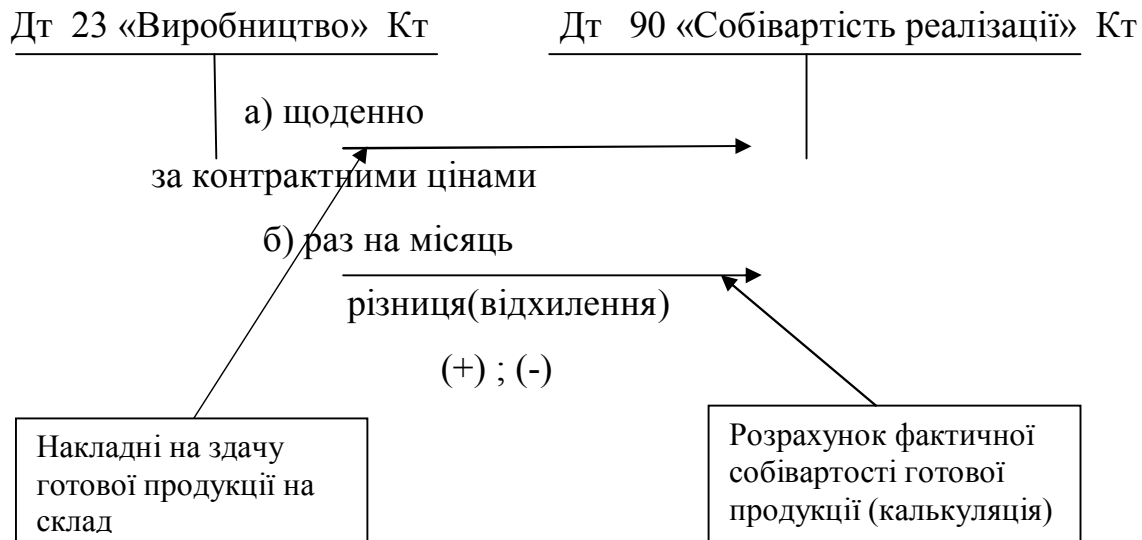 Дт 23 «Виробництво» Кт
Дт 90 «Собівартість реалізації» Кт
а) щоденно
за контрактними цінами
б) раз на місяць
різниця(відхилення)
(+) ; (-)
Накладні на здачу
готової продукції на
склад
Розрахунок фактичної
собівартості готової
продукції (калькуляція)